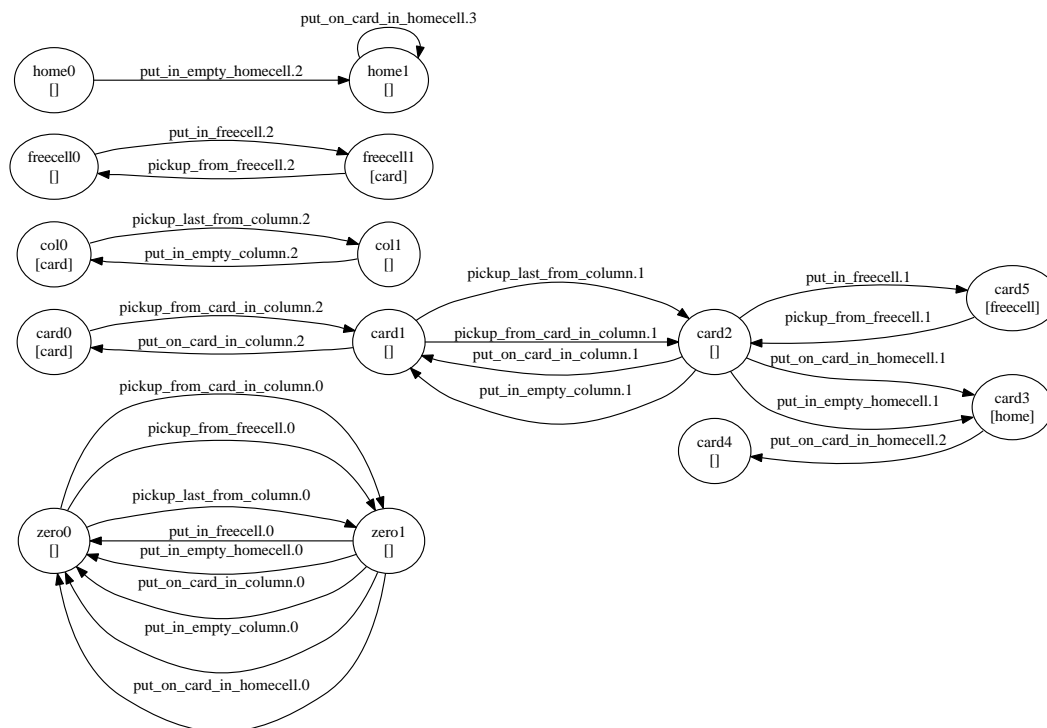 put_on_card_in_homecell.3
home0
[]
put_in_empty_homecell.2
home1
[]
put_in_freecell.2
freecell0
[]
pickup_from_freecell.2
freecell1
[card]
pickup_last_from_column.2
col0
[card]
put_in_empty_column.2
col1
[]
pickup_last_from_column.1
put_in_freecell.1
card5
[freecell]
pickup_from_card_in_column.2
pickup_from_freecell.1
card0
[card]
put_on_card_in_column.2
card1
[]
pickup_from_card_in_column.1
put_on_card_in_column.1
card2
[]
put_on_card_in_homecell.1
put_in_empty_column.1
put_in_empty_homecell.1
card3
[home]
pickup_from_card_in_column.0
pickup_from_freecell.0
card4
[]
put_on_card_in_homecell.2
pickup_last_from_column.0
zero0
[]
put_in_freecell.0
zero1
[]
put_in_empty_homecell.0
put_on_card_in_column.0
put_in_empty_column.0
put_on_card_in_homecell.0